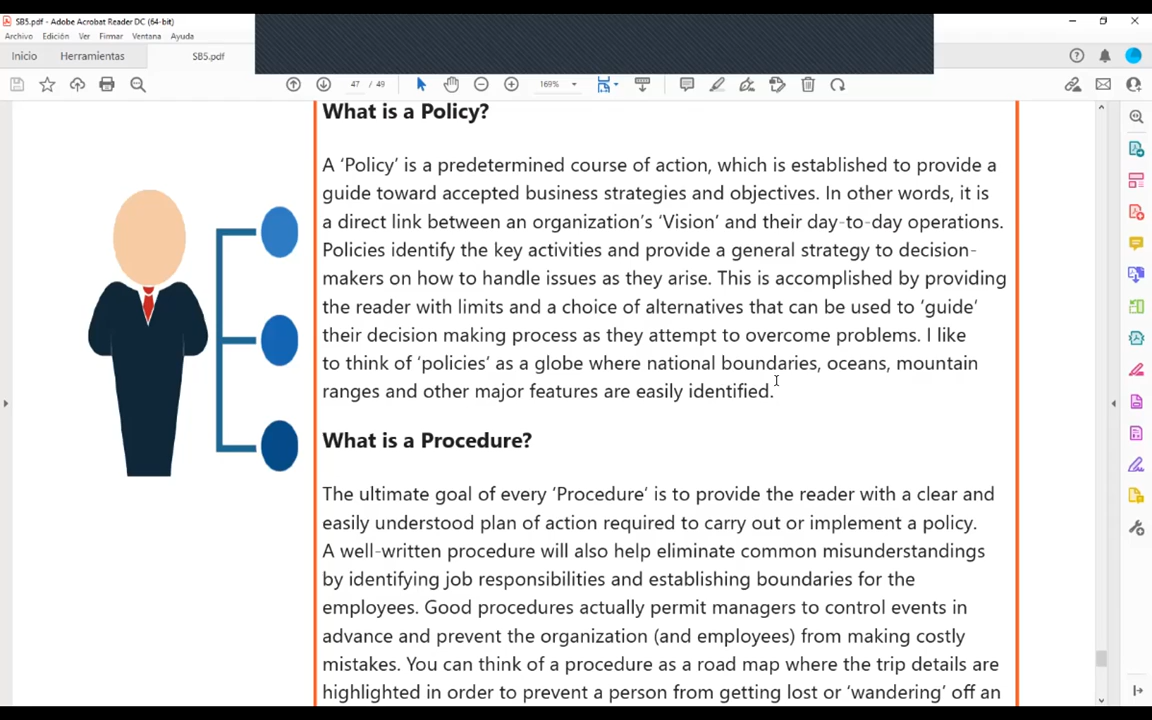 SB5.pdf - Adobe Acrobat Reader DC (64-bit)
Archivo Edición Ver Firmar Ventana Ayuda
Inicio Herramientas SB5.pdf
47 / 49 169%
What is a Policy?
A ‘Policy’ is a predetermined course of action, which is established to provide a
guide toward accepted business strategies and objectives. In other words, it is
a direct link between an organization’s ‘Vision’ and their day-to-day operations.
Policies identify the key activities and provide a general strategy to decision-
makers on how to handle issues as they arise. This is accomplished by providing
the reader with limits and a choice of alternatives that can be used to ‘guide’
their decision making process as they attempt to overcome problems. I like
to think of ‘policies’ as a globe where national boundaries, oceans, mountain
ranges and other major features are easily identified.
What is a Procedure?
The ultimate goal of every ‘Procedure’ is to provide the reader with a clear and
easily understood plan of action required to carry out or implement a policy.
A well-written procedure will also help eliminate common misunderstandings
by identifying job responsibilities and establishing boundaries for the
employees. Good procedures actually permit managers to control events in
advance and prevent the organization (and employees) from making costly
mistakes. You can think of a procedure as a road map where the trip details are
highlighted in order to prevent a person from getting lost or ‘wandering’ off an